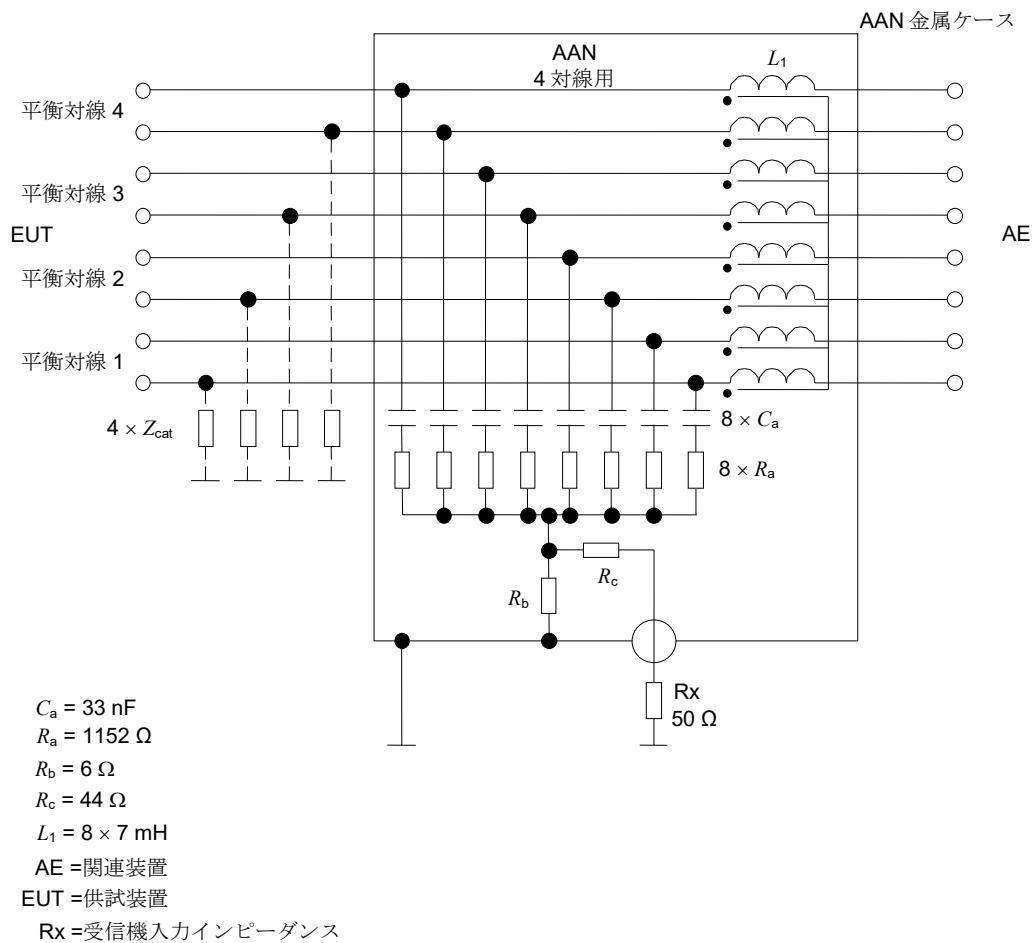 AAN 金属ケース
AAN
4 対線用
L₁
平衡対線 4
平衡対線 3
EUT
AE
平衡対線 2
平衡対線 1
4 × Zcat
8 × Cₐ
8 × Rₐ
Rc
Rb
Rx
50 Ω
Cₐ = 33 nF
Rₐ = 1152 Ω
Rb = 6 Ω
Rc = 44 Ω
L₁ = 8 × 7 mH
AE =関連装置
EUT =供試装置
Rx =受信機入力インピーダンス